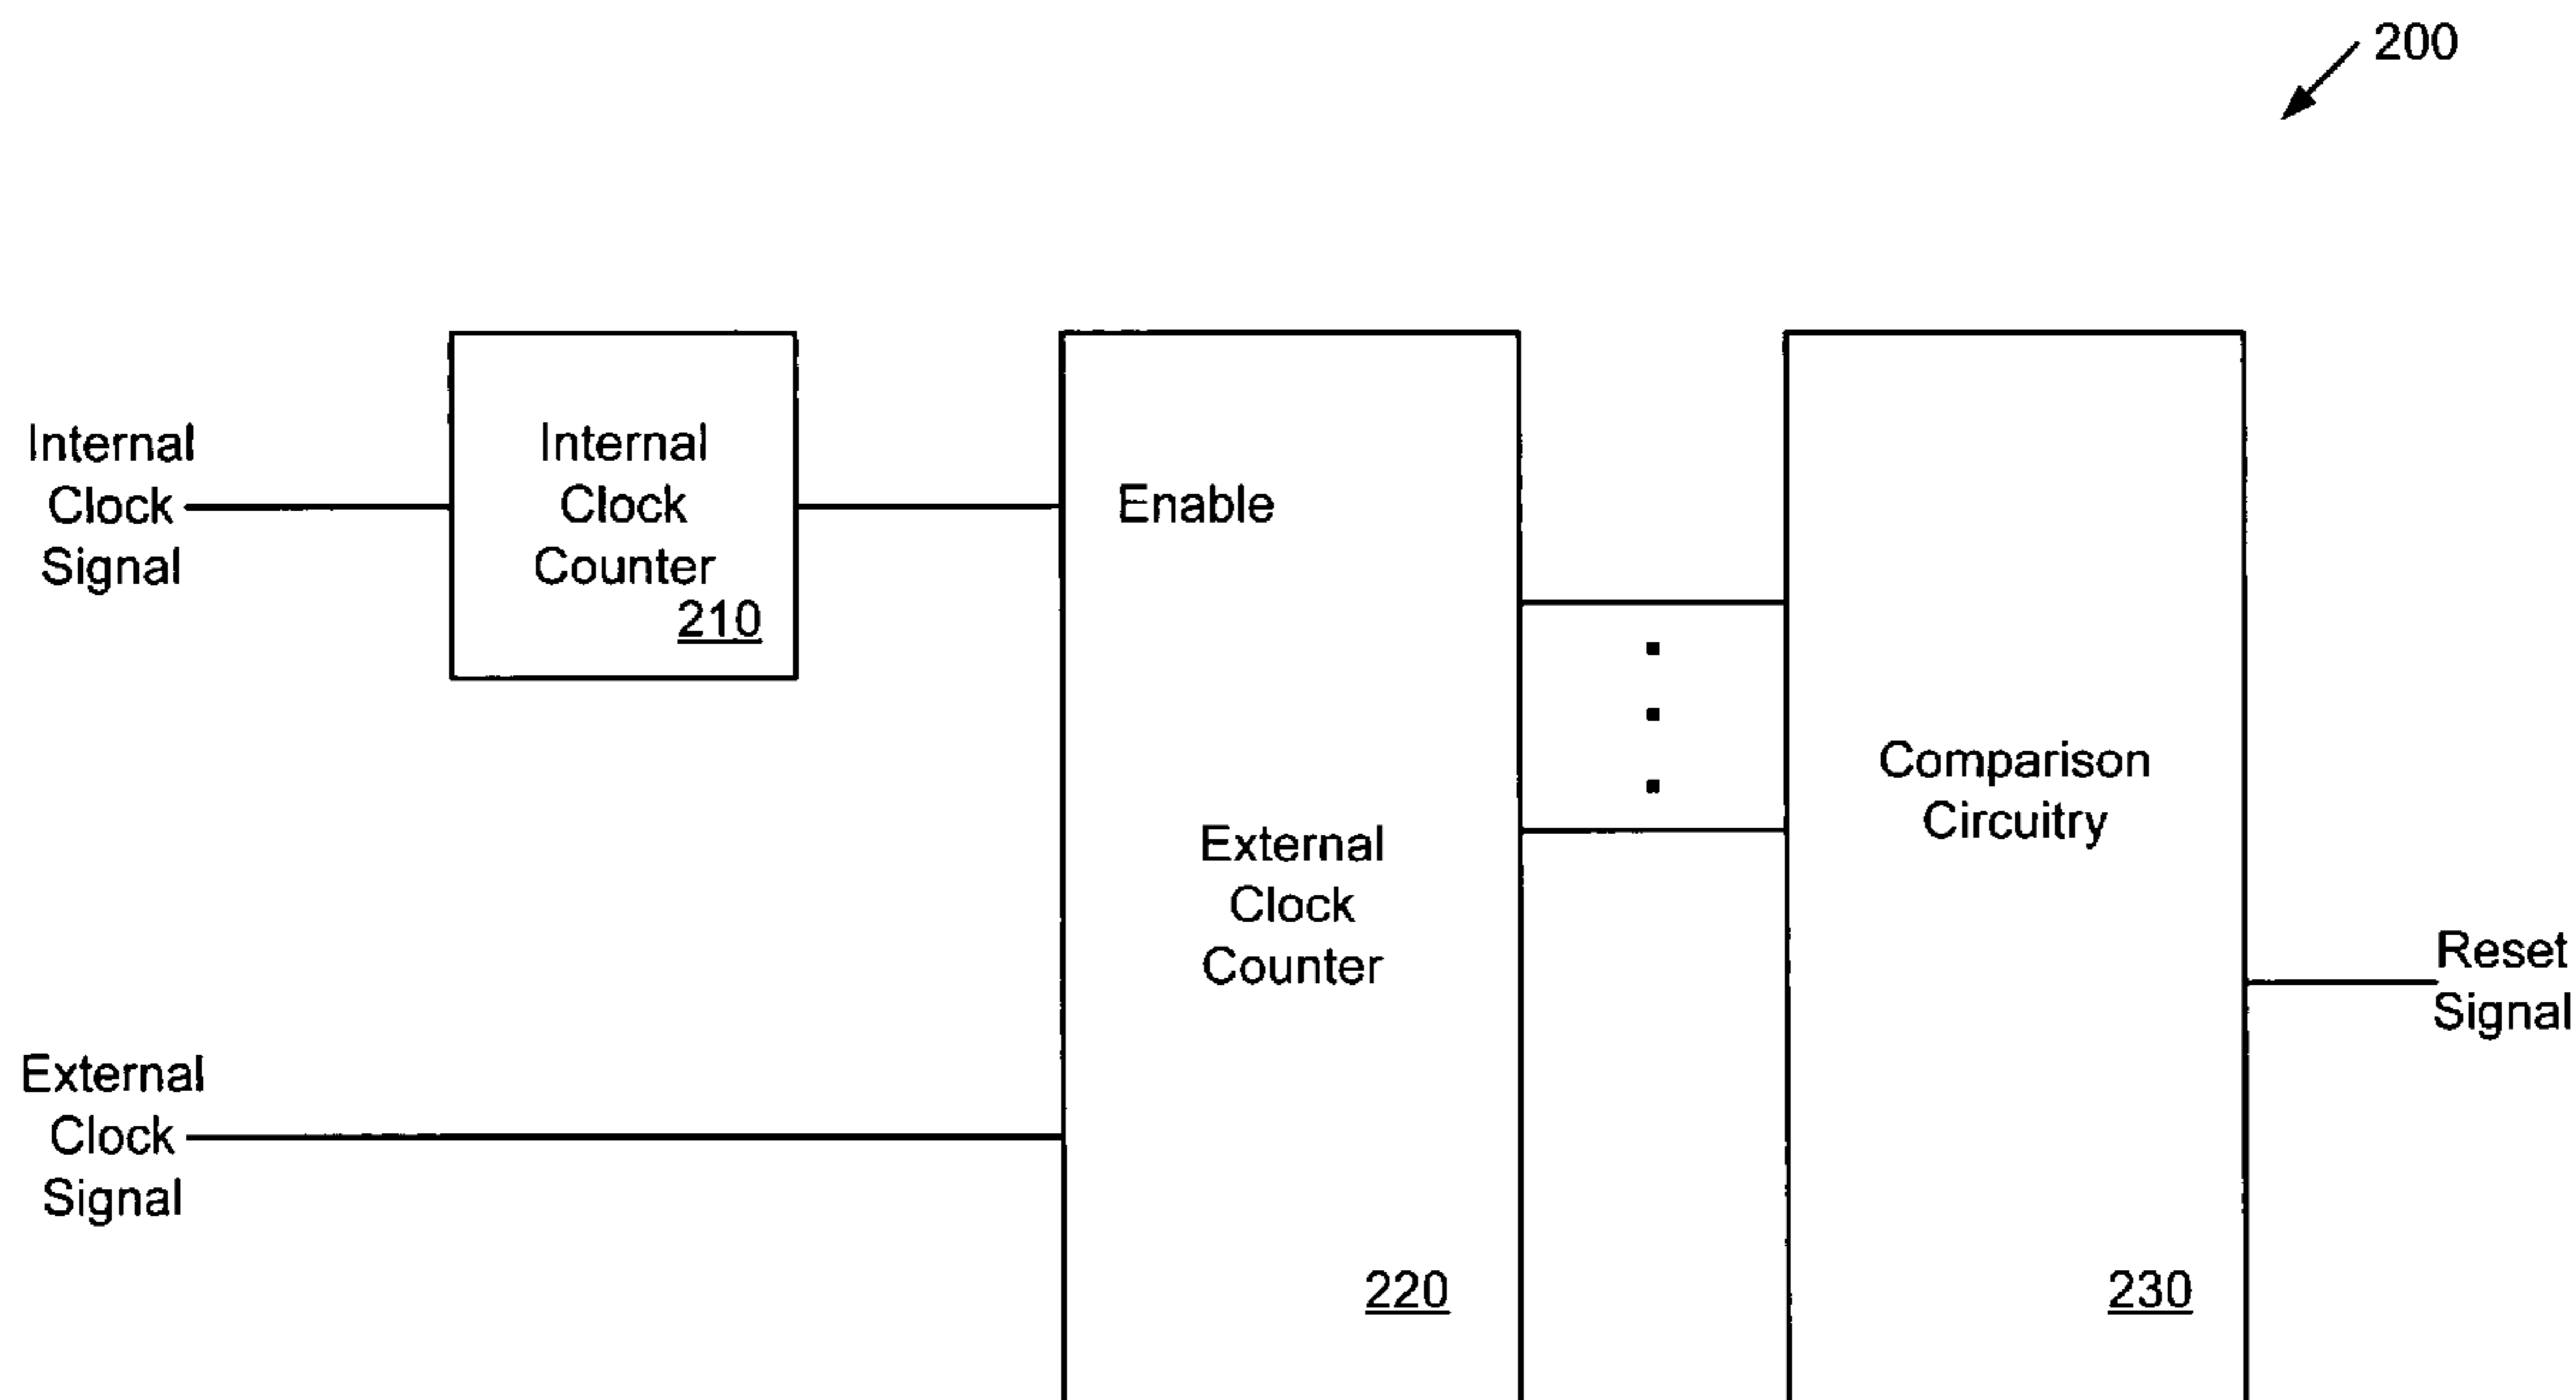 200
Internal
Clock
Signal
Internal
Clock
Counter
210
Enable
External
Clock
Counter
220
Comparison
Circuitry
230
Reset
Signal
External
Clock
Signal